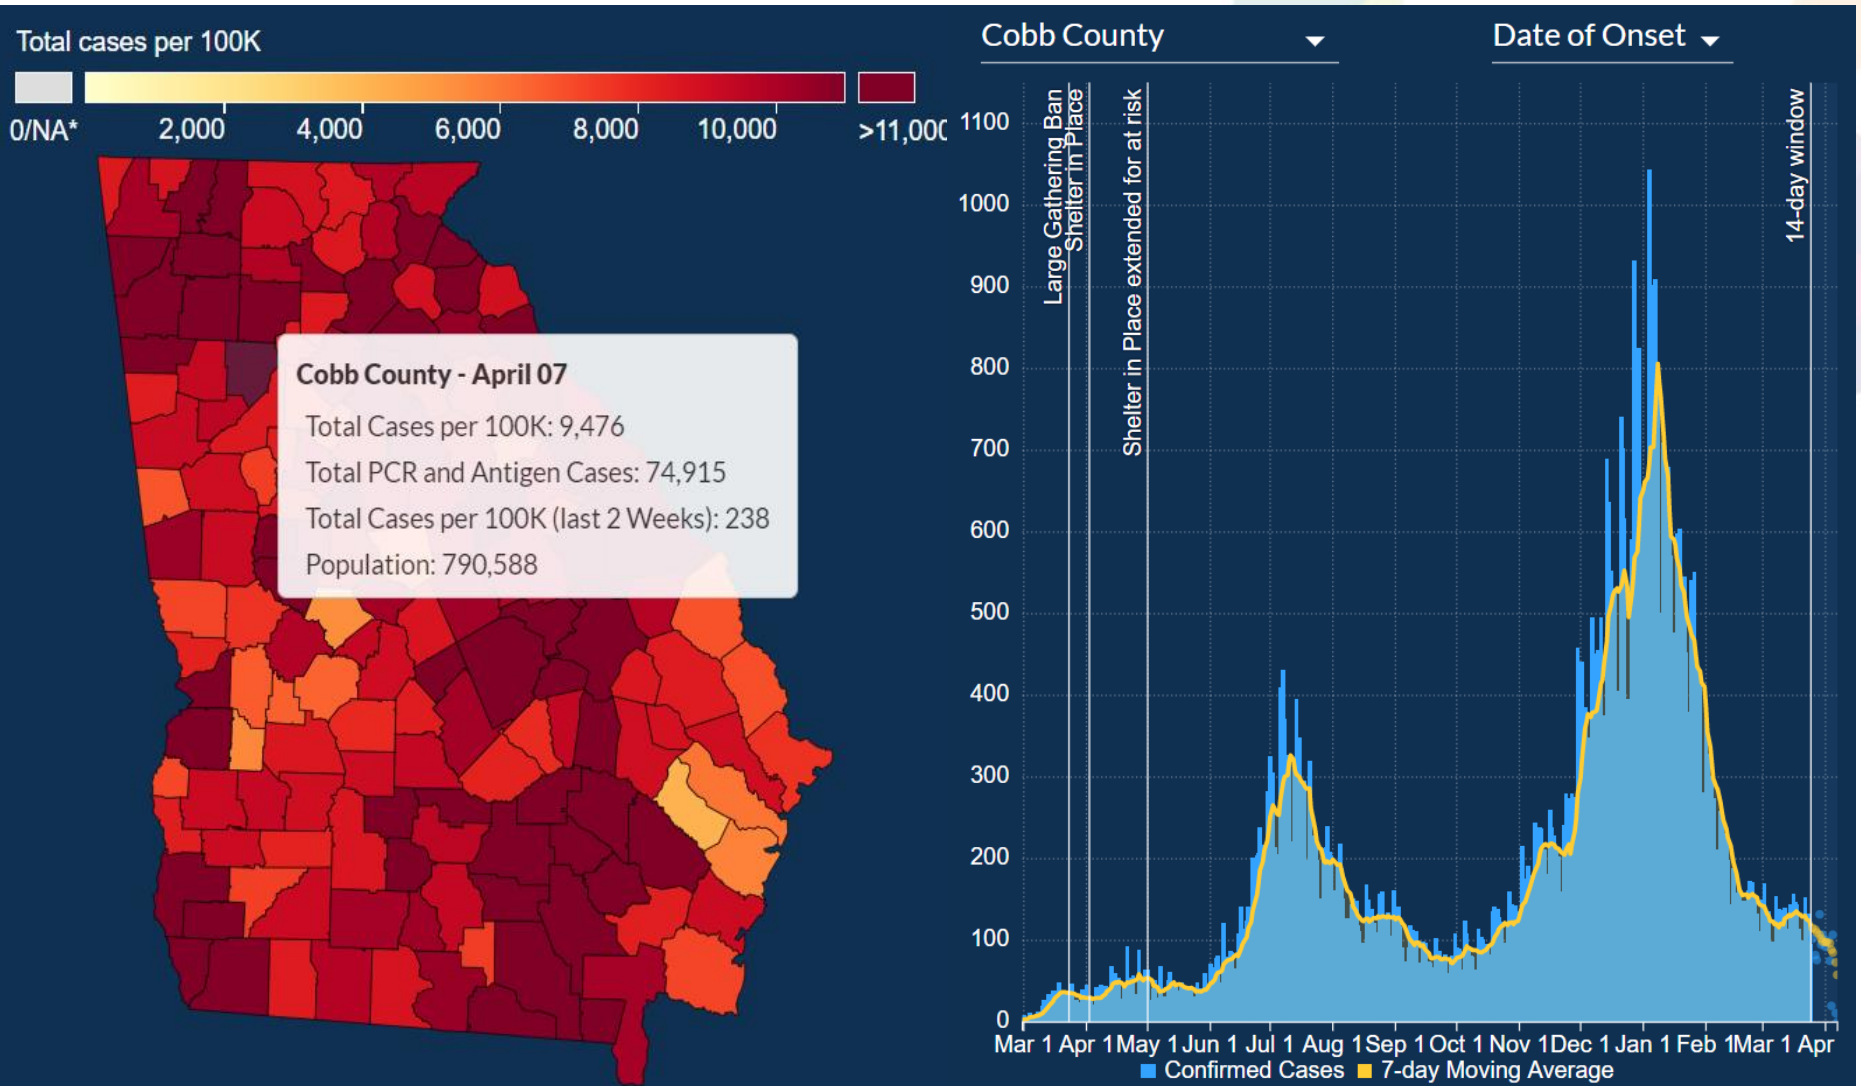 Total cases per 100K
0/NA*
2,000
4,000
6,000
8,000
10,000
>11,000
Cobb County - April 07
Total Cases per 100K: 9,476
Total PCR and Antigen Cases: 74,915
Total Cases per 100K (last 2 Weeks): 238
Population: 790,588
Cobb County
Date of Onset
Large Gathering Ban
Shelter in Place
Shelter in Place extended for at risk
14-day window
1100
1000
900
800
700
600
500
400
300
200
100
0
Mar 1 Apr 1 May 1 Jun 1 Jul 1 Aug 1 Sep 1 Oct 1 Nov 1 Dec 1 Jan 1 Feb 1 Mar 1 Apr
Confirmed Cases 7-day Moving Average